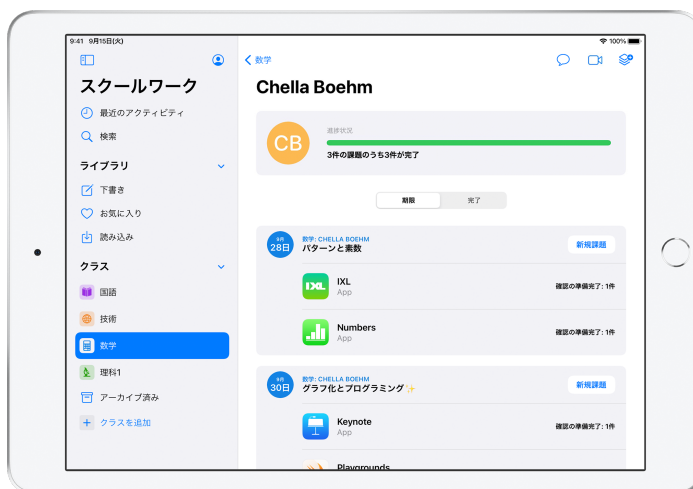 9:41 9月15日(火)
100%
スクールワーク
最近のアクティビティ
検索
ライブラリ
下書き
お気に入り
読み込み
クラス
国語
技術
数学
理科1
アーカイブ済み
クラスを追加
数学
Chella Boehm
CB
進捗状況
3件の課題のうち3件が完了
期限
完了
9月
28日
数学: CHELLA BOEHM
パターンと素数
新規課題
IXL
IXL
App
確認の準備完了: 1件
Numbers
App
確認の準備完了: 1件
9月
30日
数学: CHELLA BOEHM
グラフ化とプログラミング✨
新規課題
Keynote
App
確認の準備完了: 1件
Playgrounds